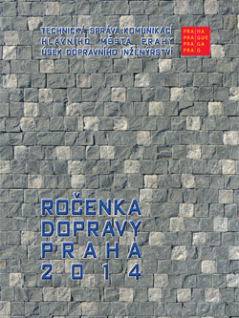 TECHNICKÁ SPRÁVA KOMUNIKACÍ
HLAVNÍHO MĚSTA PRAHY
ÚSEK DOPRAVNÍHO INŽENÝRSTVÍ
PRA HA
PRA GUE
PRA GA
PRA G
ROČENKA
DOPRAVY
PRAHA
2014